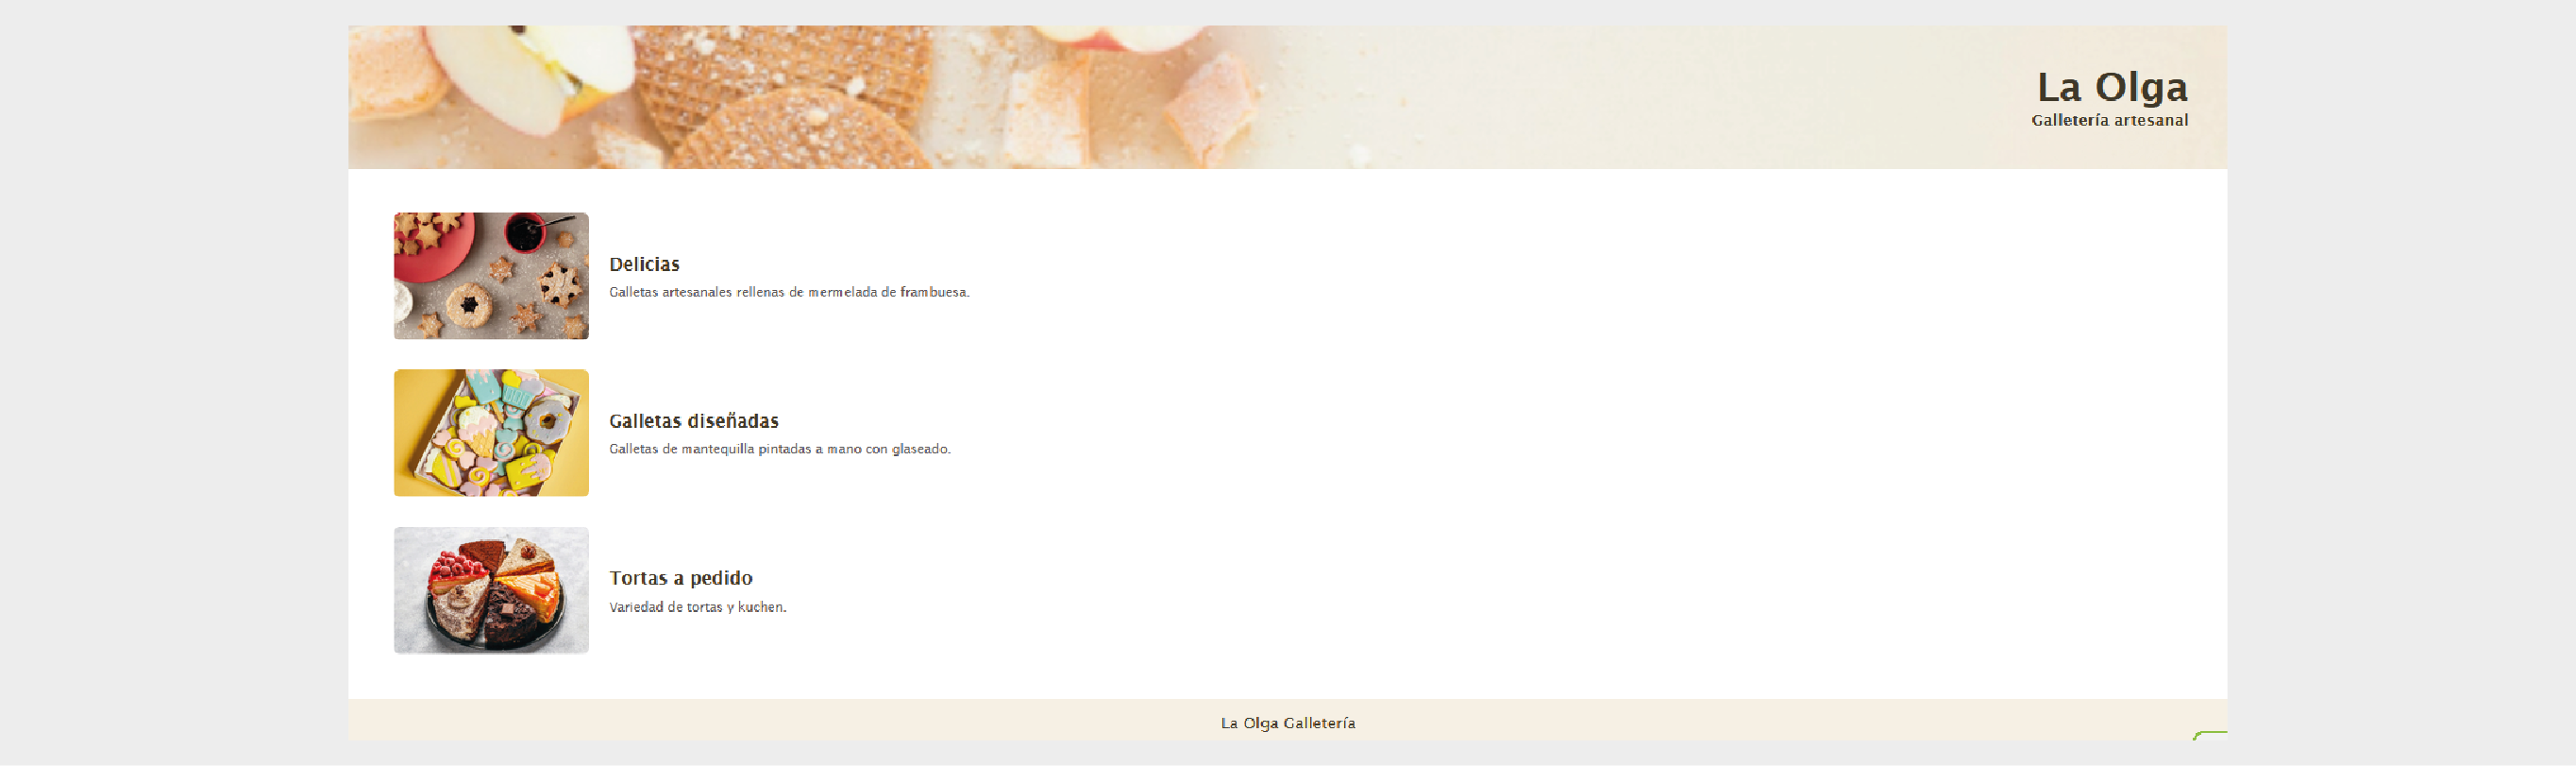 La Olga
Galletería artesanal
Delicias
Galletas artesanales rellenas de mermelada de frambuesa.
Galletas diseñadas
Galletas de mantequilla pintadas a mano con glaseado.
Tortas a pedido
Variedad de tortas y kuchen.
La Olga Galletería